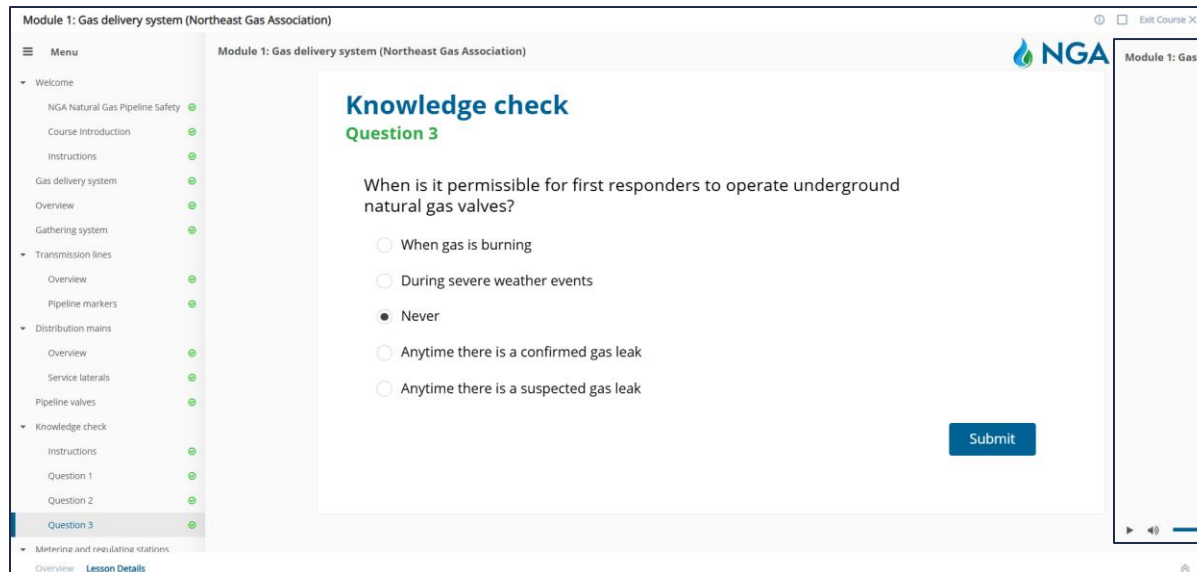 Module 1: Gas delivery system (Northeast Gas Association)
Exit Course X
Menu
Welcome
NGA Natural Gas Pipeline Safety
Course introduction
Instructions
Gas delivery system
Overview
Gathering system
Transmission lines
Overview
Pipeline markers
Distribution mains
Overview
Service laterals
Pipeline valves
Knowledge check
Instructions
Question 1
Question 2
Question 3
Metering and regulating stations
Overview Lesson Details
Module 1: Gas delivery system (Northeast Gas Association)
NGA
Knowledge check
Question 3
When is it permissible for first responders to operate underground
natural gas valves?
When gas is burning
During severe weather events
Never
Anytime there is a confirmed gas leak
Anytime there is a suspected gas leak
Submit
Module 1: Gas